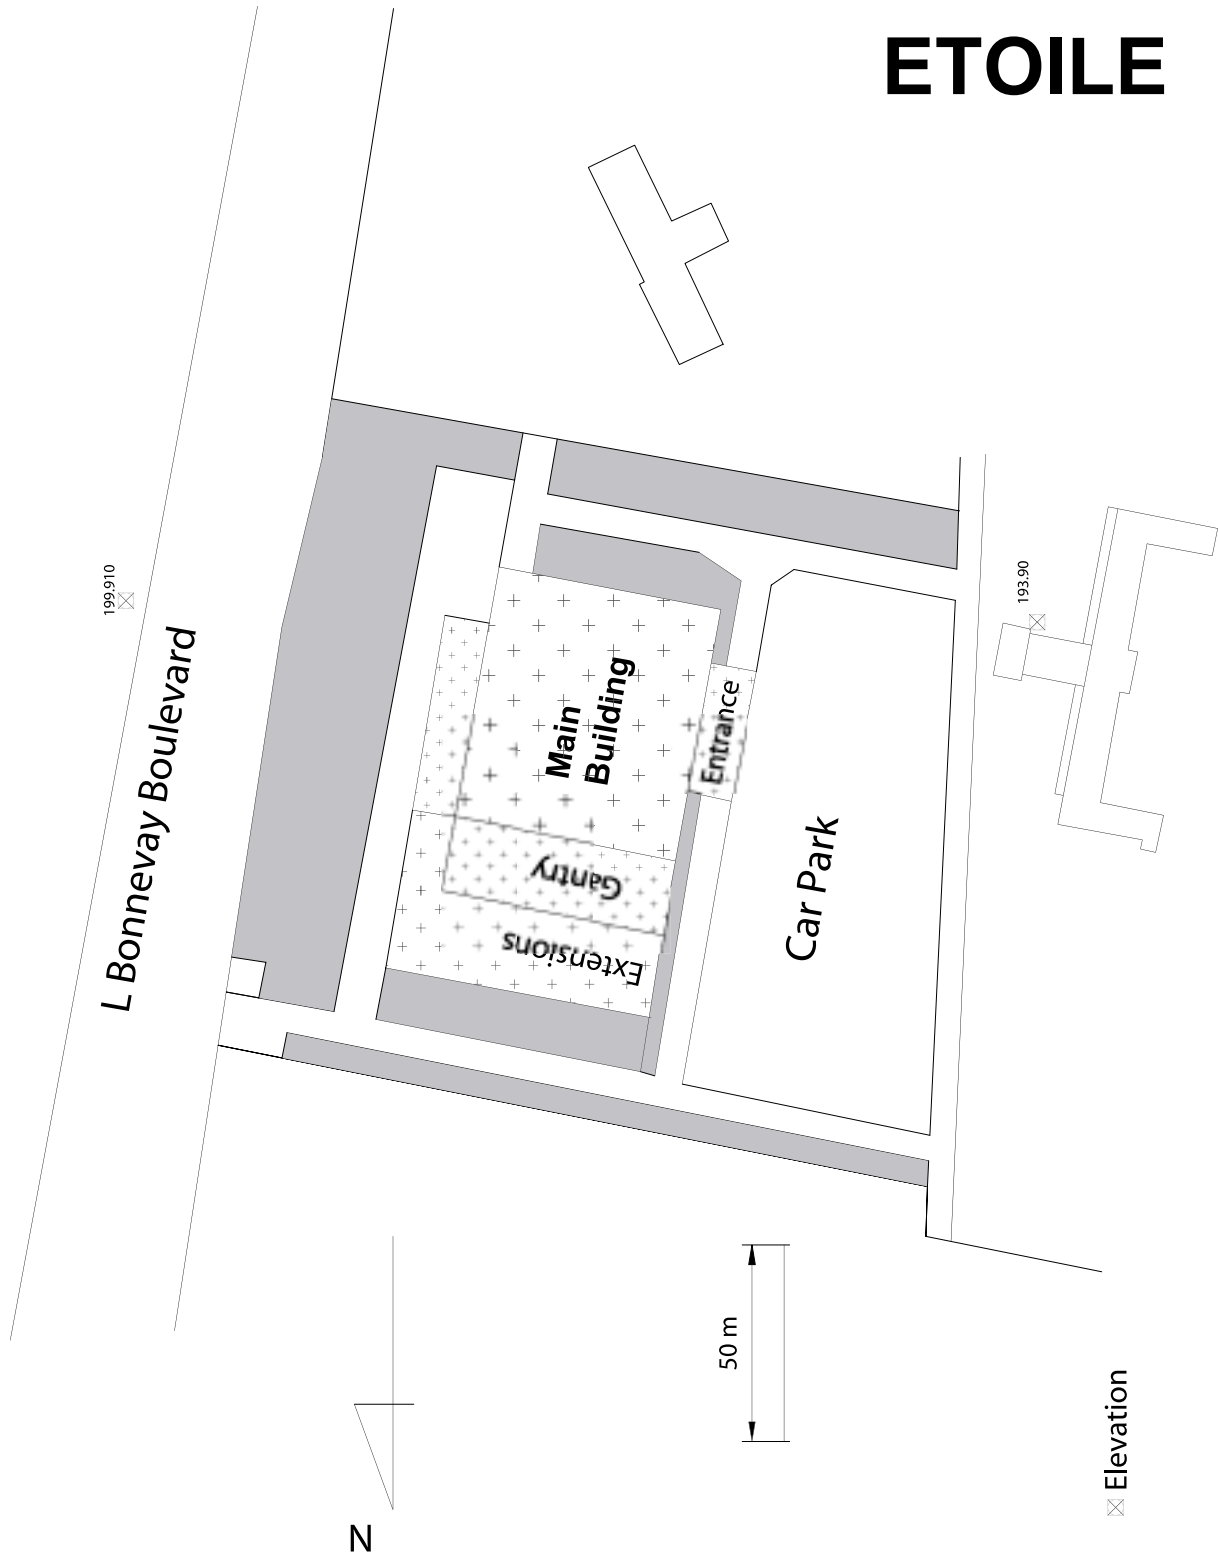 ETOILE
199.910
193.90
L Bonnevay Boulevard
Main
Building
Entrance
Gantry
Extensions
Car Park
50 m
Elevation
N